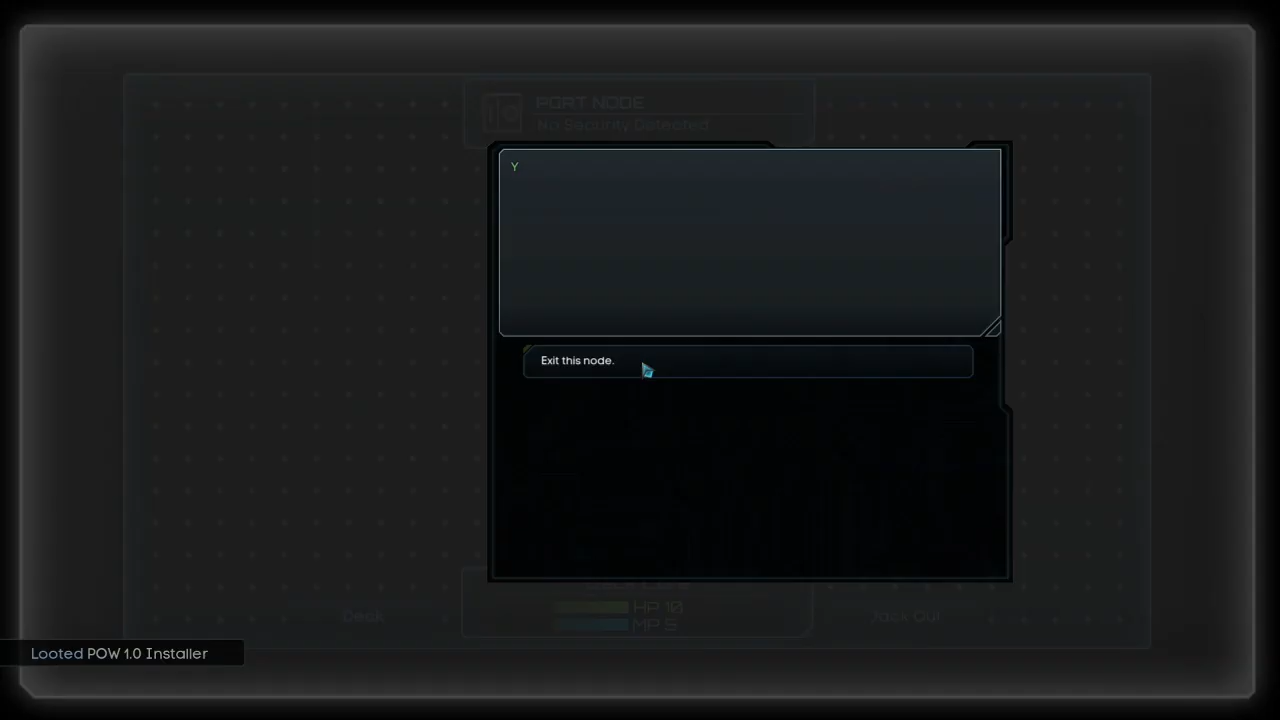 PORT NODE
No Security Detected
Y
Exit this node.
HP 10
MP 5
Deck
Jack Out
Looted POW 1.0 Installer